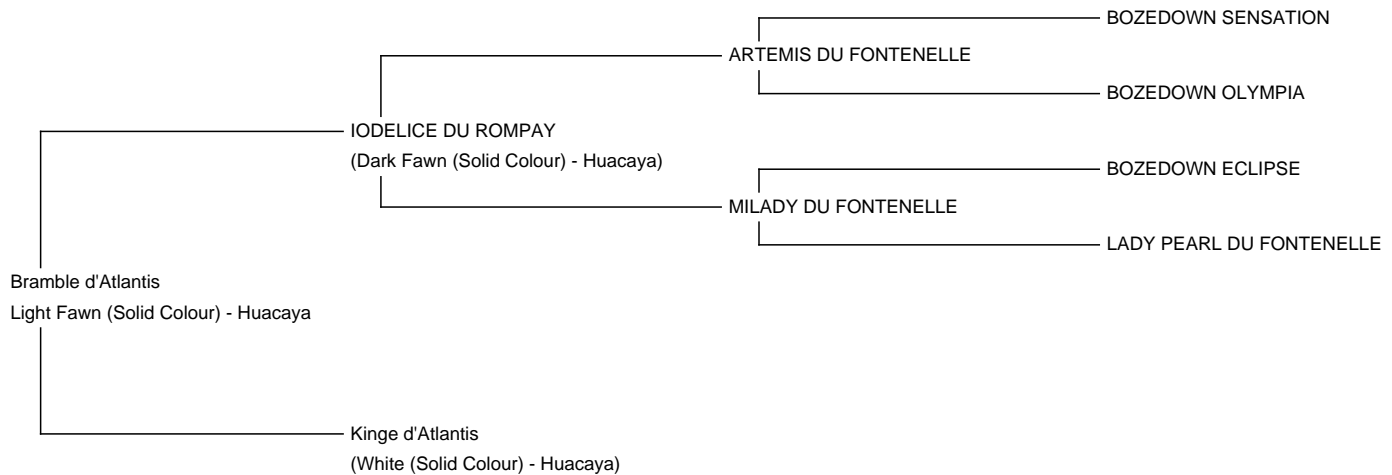 BOZEDOWN SENSATION
ARTEMIS DU FONTENELLE
BOZEDOWN OLYMPIA
IODELICE DU ROMPAY
(Dark Fawn (Solid Colour) - Huacaya)
BOZEDOWN ECLIPSE
MILADY DU FONTENELLE
LADY PEARL DU FONTENELLE
Bramble d'Atlantis
Light Fawn (Solid Colour) - Huacaya
Kinge d'Atlantis
(White (Solid Colour) - Huacaya)